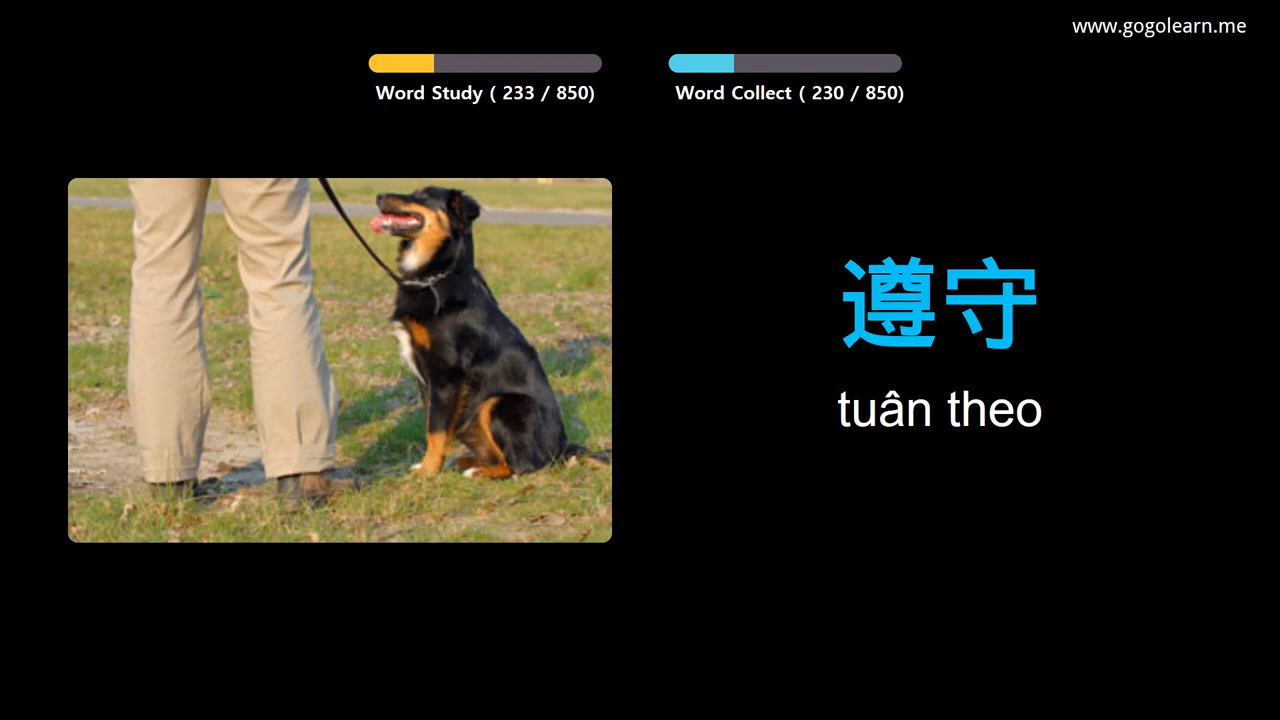 www.gogolearn.me
Word Study ( 233 / 850)
Word Collect ( 230 / 850)
遵守
tuân theo